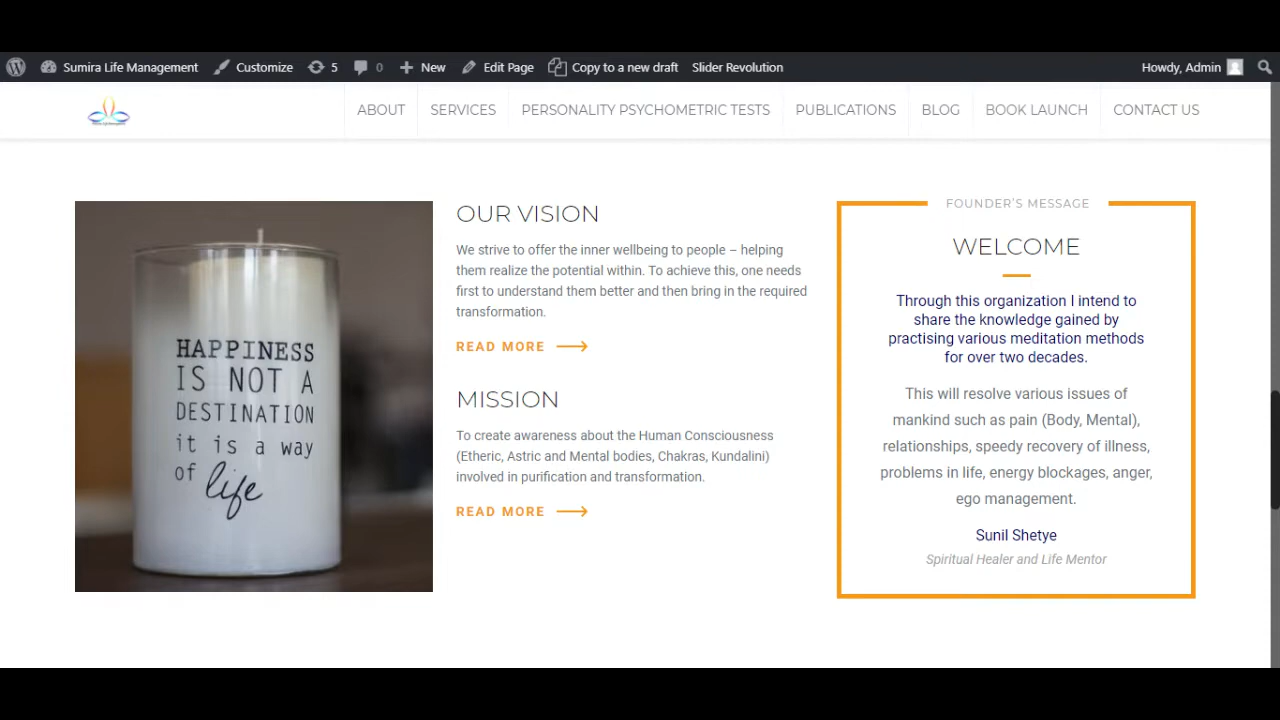 Sumira Life Management Customize 5 0 New Edit Page Copy to a new draft Slider Revolution Howdy, Admin
ABOUT SERVICES PERSONALITY PSYCHOMETRIC TESTS PUBLICATIONS BLOG BOOK LAUNCH CONTACT US
HAPPINESS
IS NOT A
DESTINATION
it is a way
of life
OUR VISION
We strive to offer the inner wellbeing to people – helping
them realize the potential within. To achieve this, one needs
first to understand them better and then bring in the required
transformation.
READ MORE
MISSION
To create awareness about the Human Consciousness
(Etheric, Astric and Mental bodies, Chakras, Kundalini)
involved in purification and transformation.
READ MORE
FOUNDER'S MESSAGE
WELCOME
Through this organization I intend to
share the knowledge gained by
practising various meditation methods
for over two decades.
This will resolve various issues of
mankind such as pain (Body, Mental),
relationships, speedy recovery of illness,
problems in life, energy blockages, anger,
ego management.
Sunil Shetye
Spiritual Healer and Life Mentor